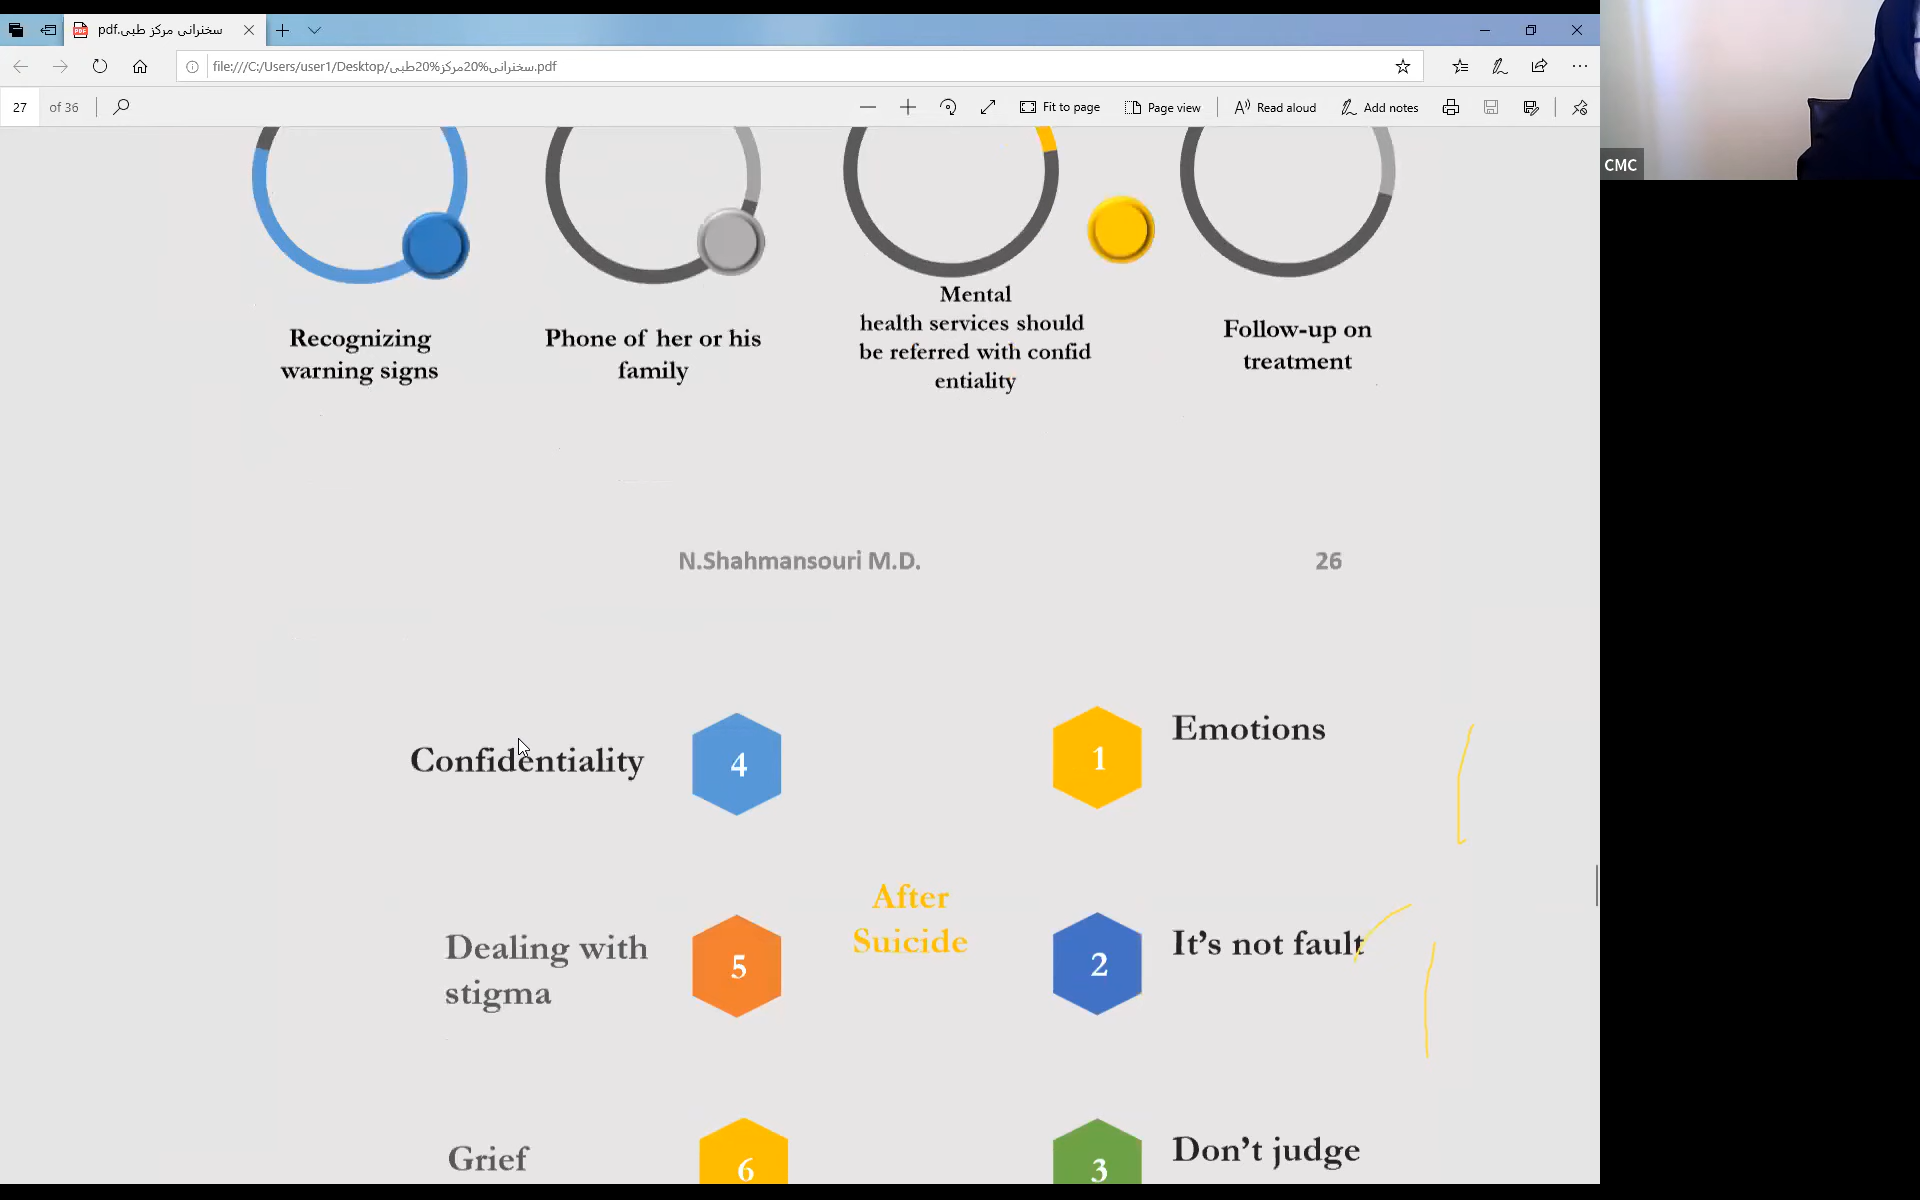 سخنرانی مرکز طبی.pdf
file:///C:/Users/user1/Desktop/سخنرانی%20مرکز%20طبی.pdf
27 of 36
Fit to page
Page view
Read aloud
Add notes
CMC
Recognizing
warning signs
Phone of her or his
family
Mental
health services should
be referred with confid
entiality
Follow-up on
treatment
N.Shahmansouri M.D.
26
Confidentiality
4
1
Emotions
After
Suicide
Dealing with
stigma
5
2
It's not fault
Grief
6
3
Don't judge